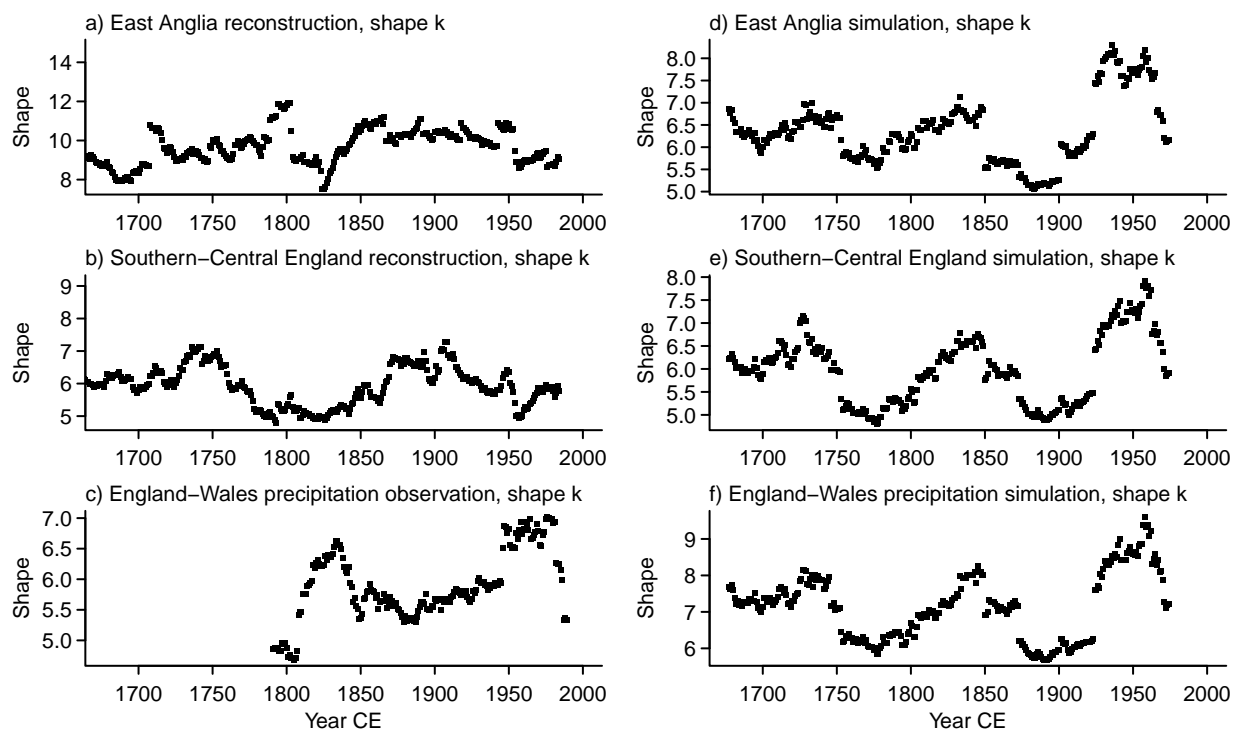 a) East Anglia reconstruction, shape k
Shape
14
12
10
8
1700 1750 1800 1850 1900 1950 2000
b) Southern−Central England reconstruction, shape k
Shape
9
8
7
6
5
1700 1750 1800 1850 1900 1950 2000
c) England−Wales precipitation observation, shape k
Shape
7.0
6.5
6.0
5.5
5.0
1700 1750 1800 1850 1900 1950 2000
Year CE
d) East Anglia simulation, shape k
Shape
8.0
7.5
7.0
6.5
6.0
5.5
5.0
1700 1750 1800 1850 1900 1950 2000
e) Southern−Central England simulation, shape k
Shape
8.0
7.5
7.0
6.5
6.0
5.5
5.0
1700 1750 1800 1850 1900 1950 2000
f) England−Wales precipitation simulation, shape k
Shape
9
8
7
6
1700 1750 1800 1850 1900 1950 2000
Year CE